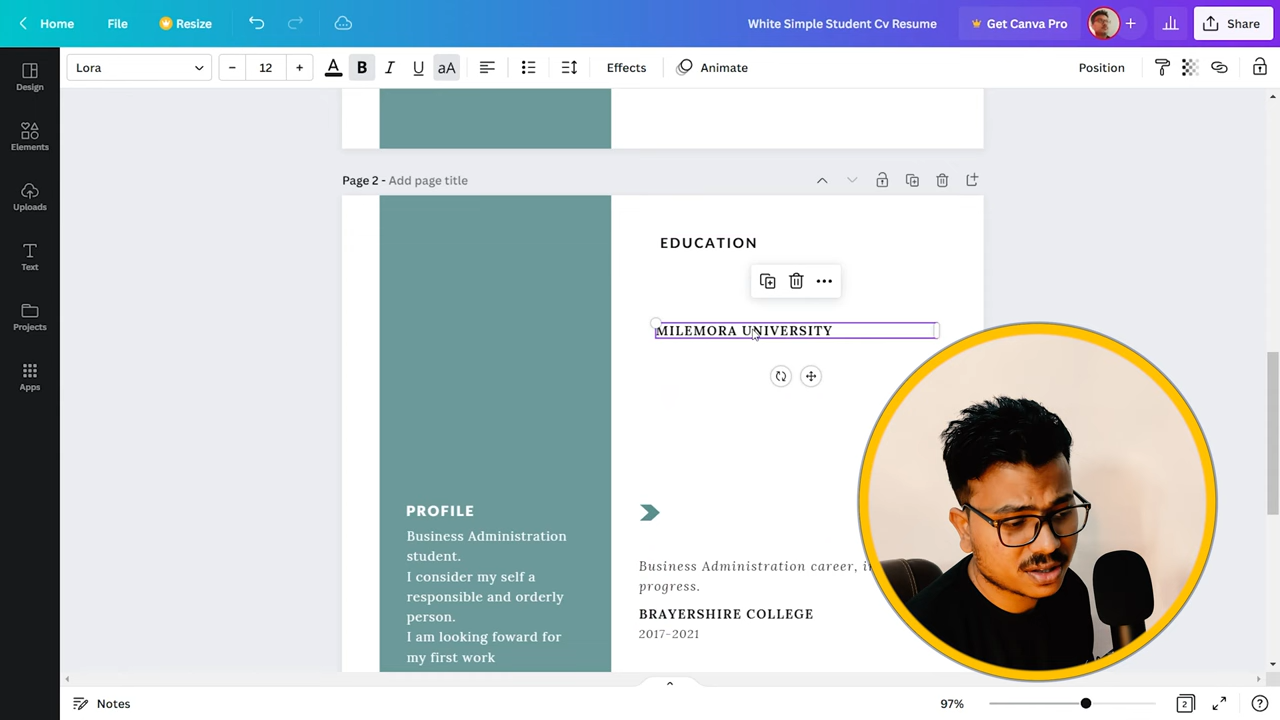 Home
File
Resize
White Simple Student Cv Resume
Get Canva Pro
Share
Lora
12
A
B
I
U
aA
Effects
Animate
Position
Design
Elements
Uploads
Text
Projects
Apps
Page 2 - Add page title
EDUCATION
MILEMORA UNIVERSITY
PROFILE
Business Administration
student.
I consider my self a
responsible and orderly
person.
I am looking foward for
my first work
Business Administration career,
progress.
BRAYERSHIRE COLLEGE
2017-2021
Notes
97%
2